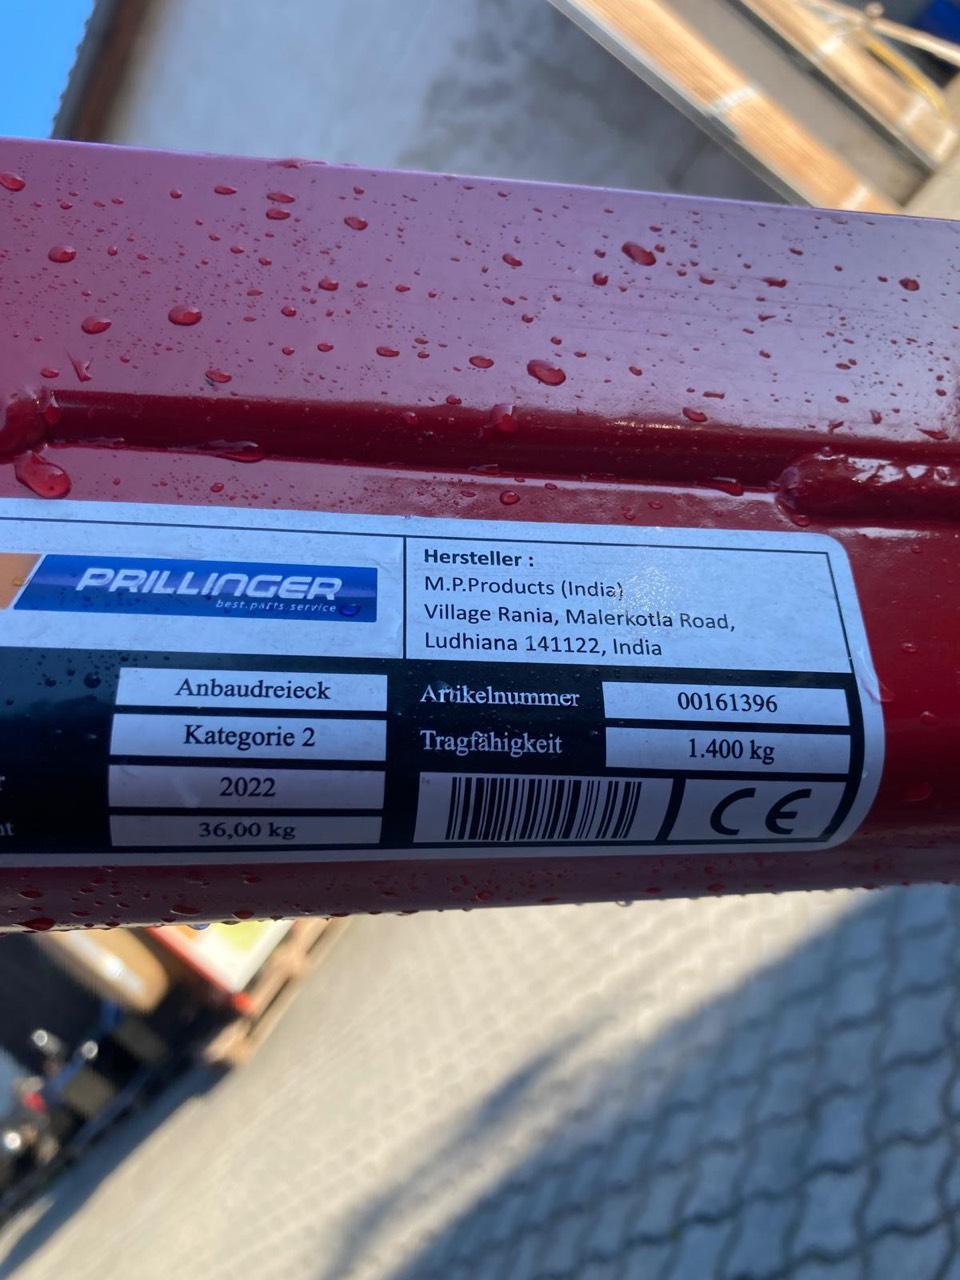 PRILLINGER
best.parts.service
Hersteller :
M.P.Products (India)
Village Rania, Malerkotla Road,
Ludhiana 141122, India
Anbaudreieck
Artikelnummer
00161396
Kategorie 2
Tragfähigkeit
1.400 kg
2022
36,00 kg
CE